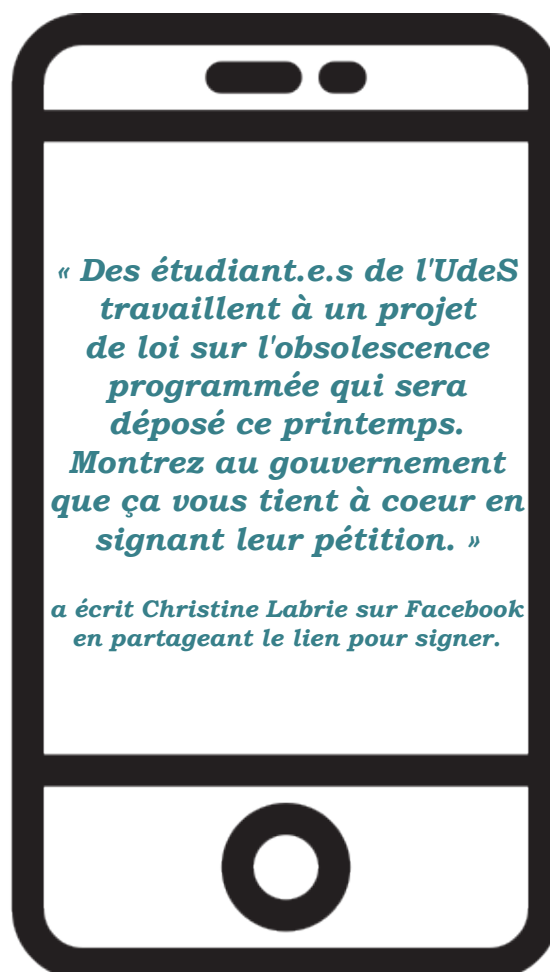 « Des étudiant.e.s de l'UdeS
travaillent à un projet
de loi sur l'obsolescence
programmée qui sera
déposé ce printemps.
Montrez au gouvernement
que ça vous tient à coeur en
signant leur pétition. »
a écrit Christine Labrie sur Facebook
en partageant le lien pour signer.